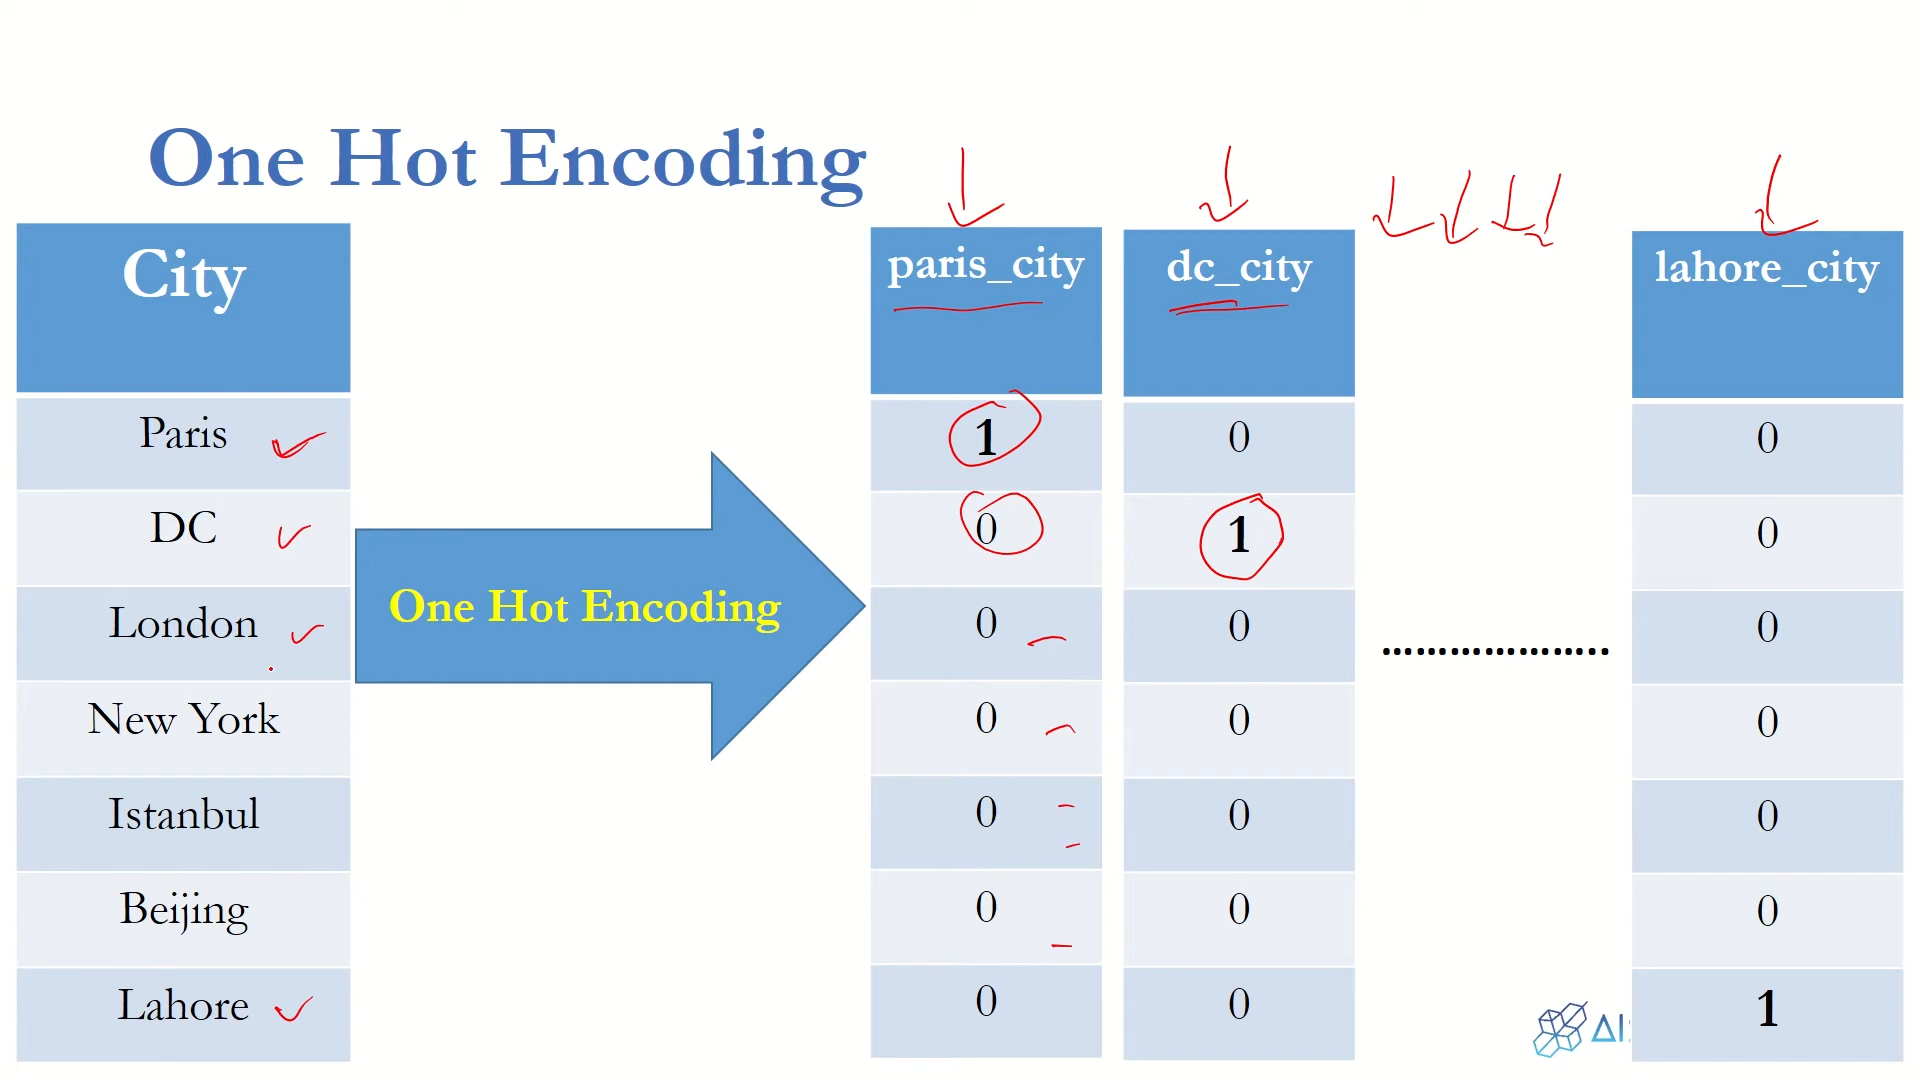 One Hot Encoding
City
Paris
DC
London
New York
Istanbul
Beijing
Lahore
One Hot Encoding
paris_city dc_city lahore_city
1 0 0
0 1 0
0 0 0
………………..
0 0 0
0 0 0
0 0 0
0 0 1